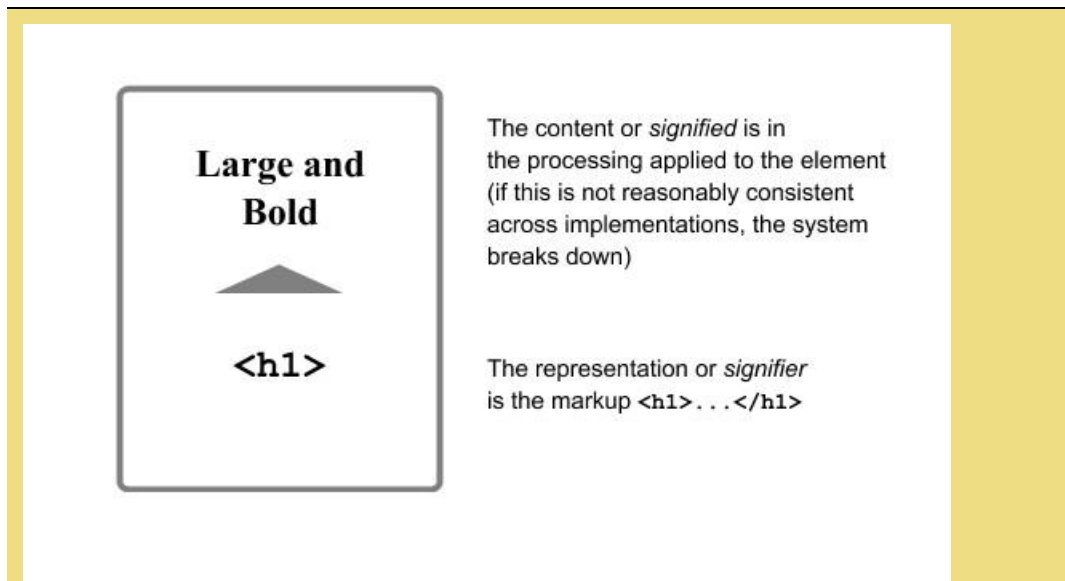 Large and
Bold
<h1>
The content or signified is in
the processing applied to the element
(if this is not reasonably consistent
across implementations, the system
breaks down)
The representation or signifier
is the markup <h1>...</h1>